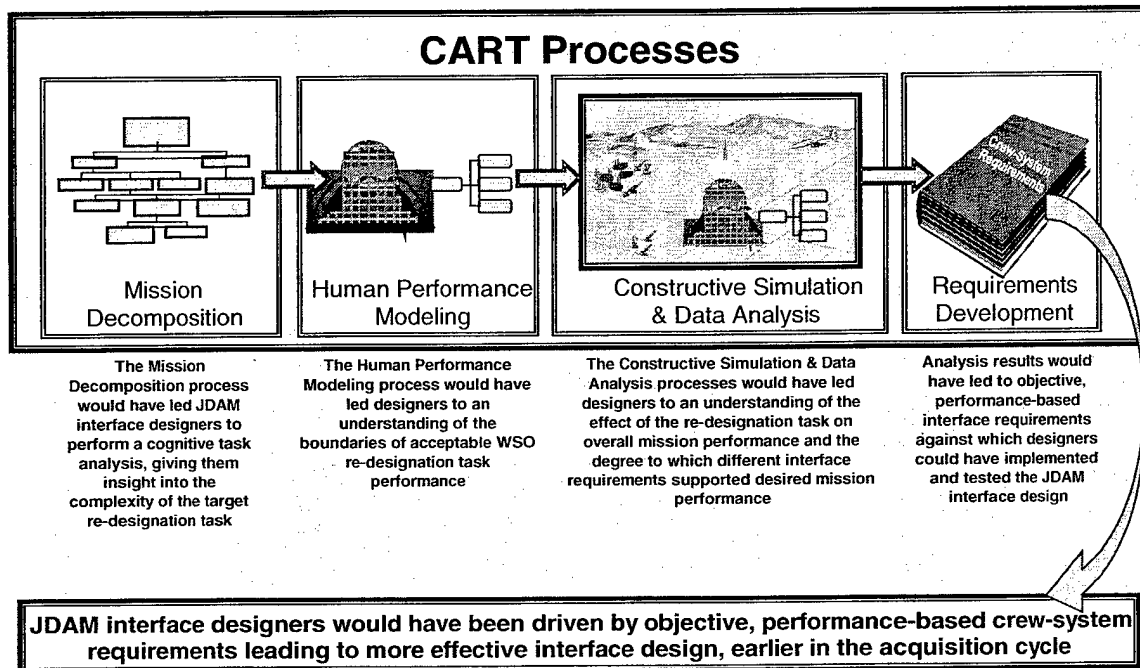 CART Processes
Mission
Decomposition
Human Performance
Modeling
Constructive Simulation
& Data Analysis
Crew-System
Requirements
Requirements
Development
The Mission
Decomposition process
would have led JDAM
interface designers to
perform a cognitive task
analysis, giving them
insight into the
complexity of the target
re-designation task
The Human Performance
Modeling process would have
led designers to an
understanding of the
boundaries of acceptable WSO
re-designation task
performance
The Constructive Simulation & Data
Analysis processes would have led
designers to an understanding of the
effect of the re-designation task on
overall mission performance and the
degree to which different interface
requirements supported desired mission
performance
Analysis results would
have led to objective,
performance-based
interface requirements
against which designers
could have implemented
and tested the JDAM
interface design
JDAM interface designers would have been driven by objective, performance-based crew-system
requirements leading to more effective interface design, earlier in the acquisition cycle